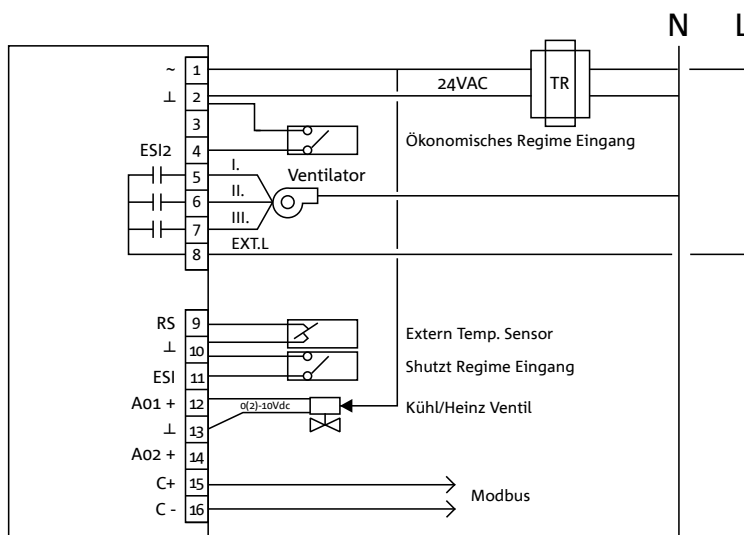 N L
~ 1
24VAC TR
⊥ 2
3
Ökonomisches Regime Eingang
4
ESI2
I.
5
Ventilator
II.
6
III.
7
EXT.L
8
RS 9
Extern Temp. Sensor
⊥ 10
Shutzt Regime Eingang
ESI 11
A01 + 12
0(2)-10Vdc
Kühl/Heinz Ventil
⊥ 13
A02 + 14
C+ 15
Modbus
C - 16